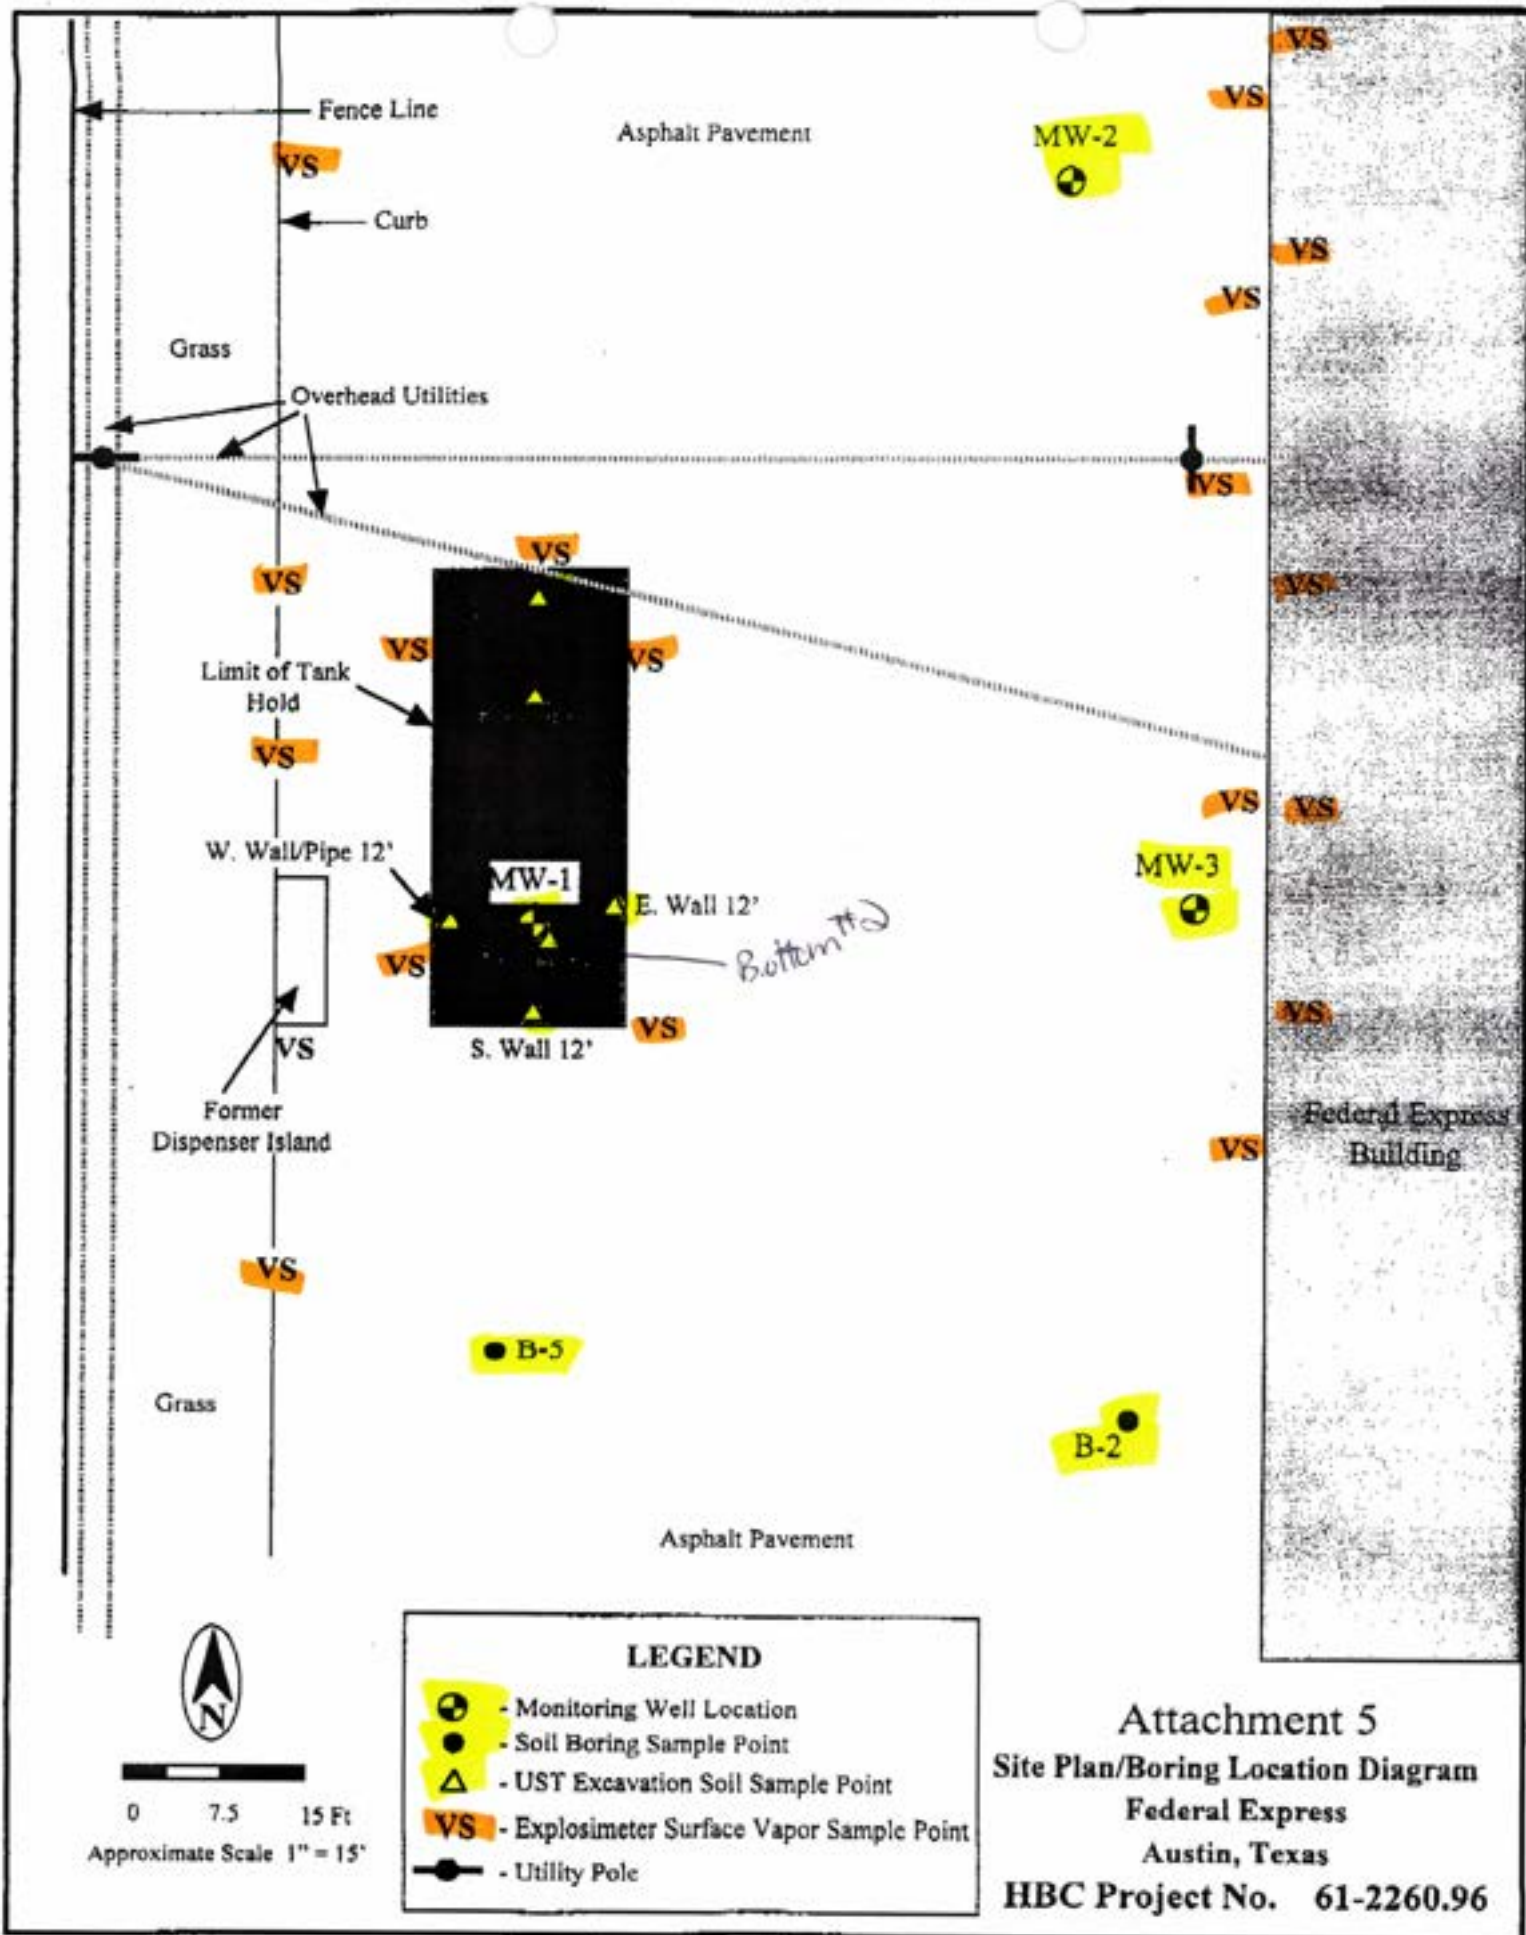 VS
VS
Fence Line
Asphalt Pavement
MW-2
VS
Curb
VS
VS
Grass
Overhead Utilities
VS
VS
VS
VS
VS
VS
Limit of Tank
Hold
VS
VS
VS
VS
W. Wall/Pipe 12'
MW-3
MW-1
E. Wall 12'
Bottom #2
VS
VS
VS
S. Wall 12'
VS
Former
Dispenser Island
Federal Express
Building
VS
VS
B-5
Grass
B-2
Asphalt Pavement
N
0 7.5 15 Ft
Approximate Scale 1" = 15'
LEGEND
- Monitoring Well Location
- Soil Boring Sample Point
- UST Excavation Soil Sample Point
VS - Explosimeter Surface Vapor Sample Point
- Utility Pole
Attachment 5
Site Plan/Boring Location Diagram
Federal Express
Austin, Texas
HBC Project No. 61-2260.96